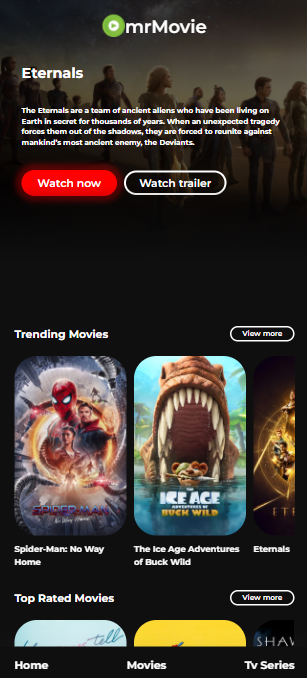 mrMovie
Eternals
The Eternals are a team of ancient aliens who have been living on
Earth in secret for thousands of years. When an unexpected tragedy
forces them out of the shadows, they are forced to reunite against
mankind's most ancient enemy, the Deviants.
Watch now
Watch trailer
Trending Movies
View more
SPIDER-MAN
NO WAY HOME
ICE AGE
ADVENTURES OF
BUCK WILD
Spider-Man: No Way
Home
The Ice Age Adventures
of Buck Wild
Eternals
Top Rated Movies
View more
tell
SHAW
Home
Movies
Tv Series